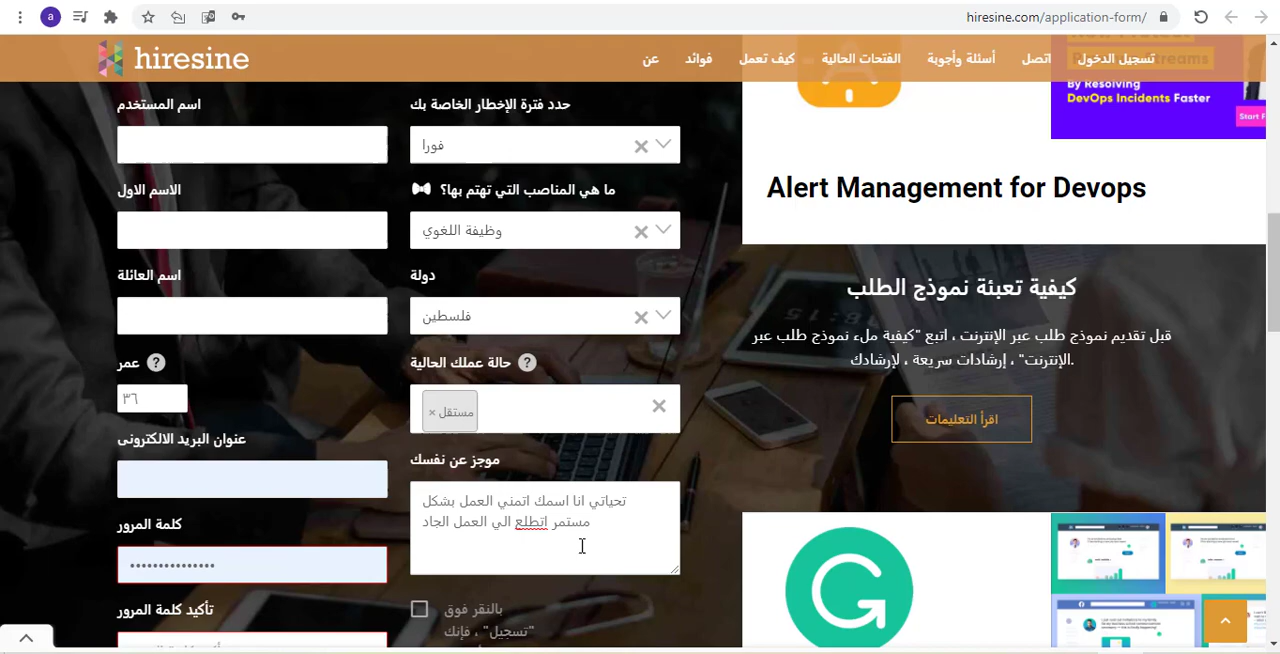 a
hiresine.com/application-form/
hiresine
عن
فوائد
كيف تعمل
الفتحات الحالية
أسئلة وأجوبة
اتصل
تسجيل الدخول
اسم المستخدم
الاسم الاول
اسم العائلة
عمر ?
٣٦
عنوان البريد الالكترونى
كلمة المرور
•••••••••••••••
تأكيد كلمة المرور
حدد فترة الإخطار الخاصة بك
فورا
ما هي المناصب التي تهتم بها؟
وظيفة اللغوي
دولة
فلسطين
حالة عملك الحالية ?
مستقل ×
موجز عن نفسك
تحياتي انا اسمك اتمني العمل بشكل
مستمر اتطلع الي العمل الجاد
بالنقر فوق
"تسجيل" ، فإنك
By Resolving
DevOps Incidents Faster
Alert Management for Devops
كيفية تعبئة نموذج الطلب
قبل تقديم نموذج طلب عبر الإنترنت ، اتبع "كيفية ملء نموذج طلب عبر
الإنترنت" ، إرشادات سريعة ، لإرشادك.
اقرأ التعليمات